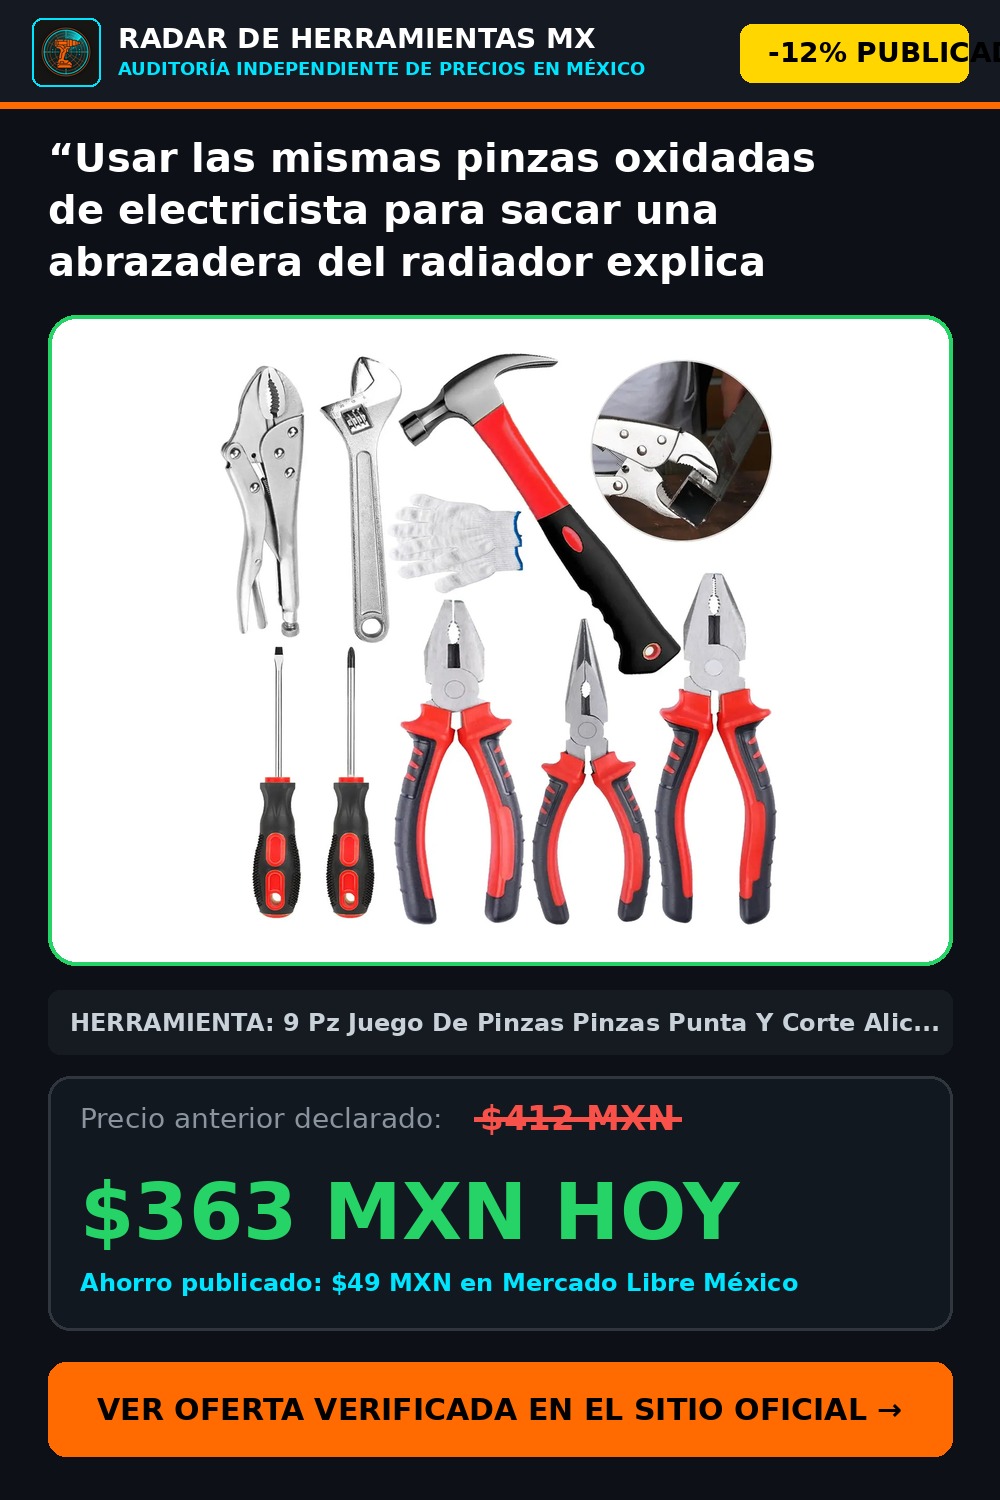 RADAR DE HERRAMIENTAS MX
AUDITORÍA INDEPENDIENTE DE PRECIOS EN MÉXICO
-12% PUBLICA
“Usar las mismas pinzas oxidadas
de electricista para sacar una
abrazadera del radiador explica
HERRAMIENTA: 9 Pz Juego De Pinzas Pinzas Punta Y Corte Alic...
Precio anterior declarado: $412 MXN
$363 MXN HOY
Ahorro publicado: $49 MXN en Mercado Libre México
VER OFERTA VERIFICADA EN EL SITIO OFICIAL →